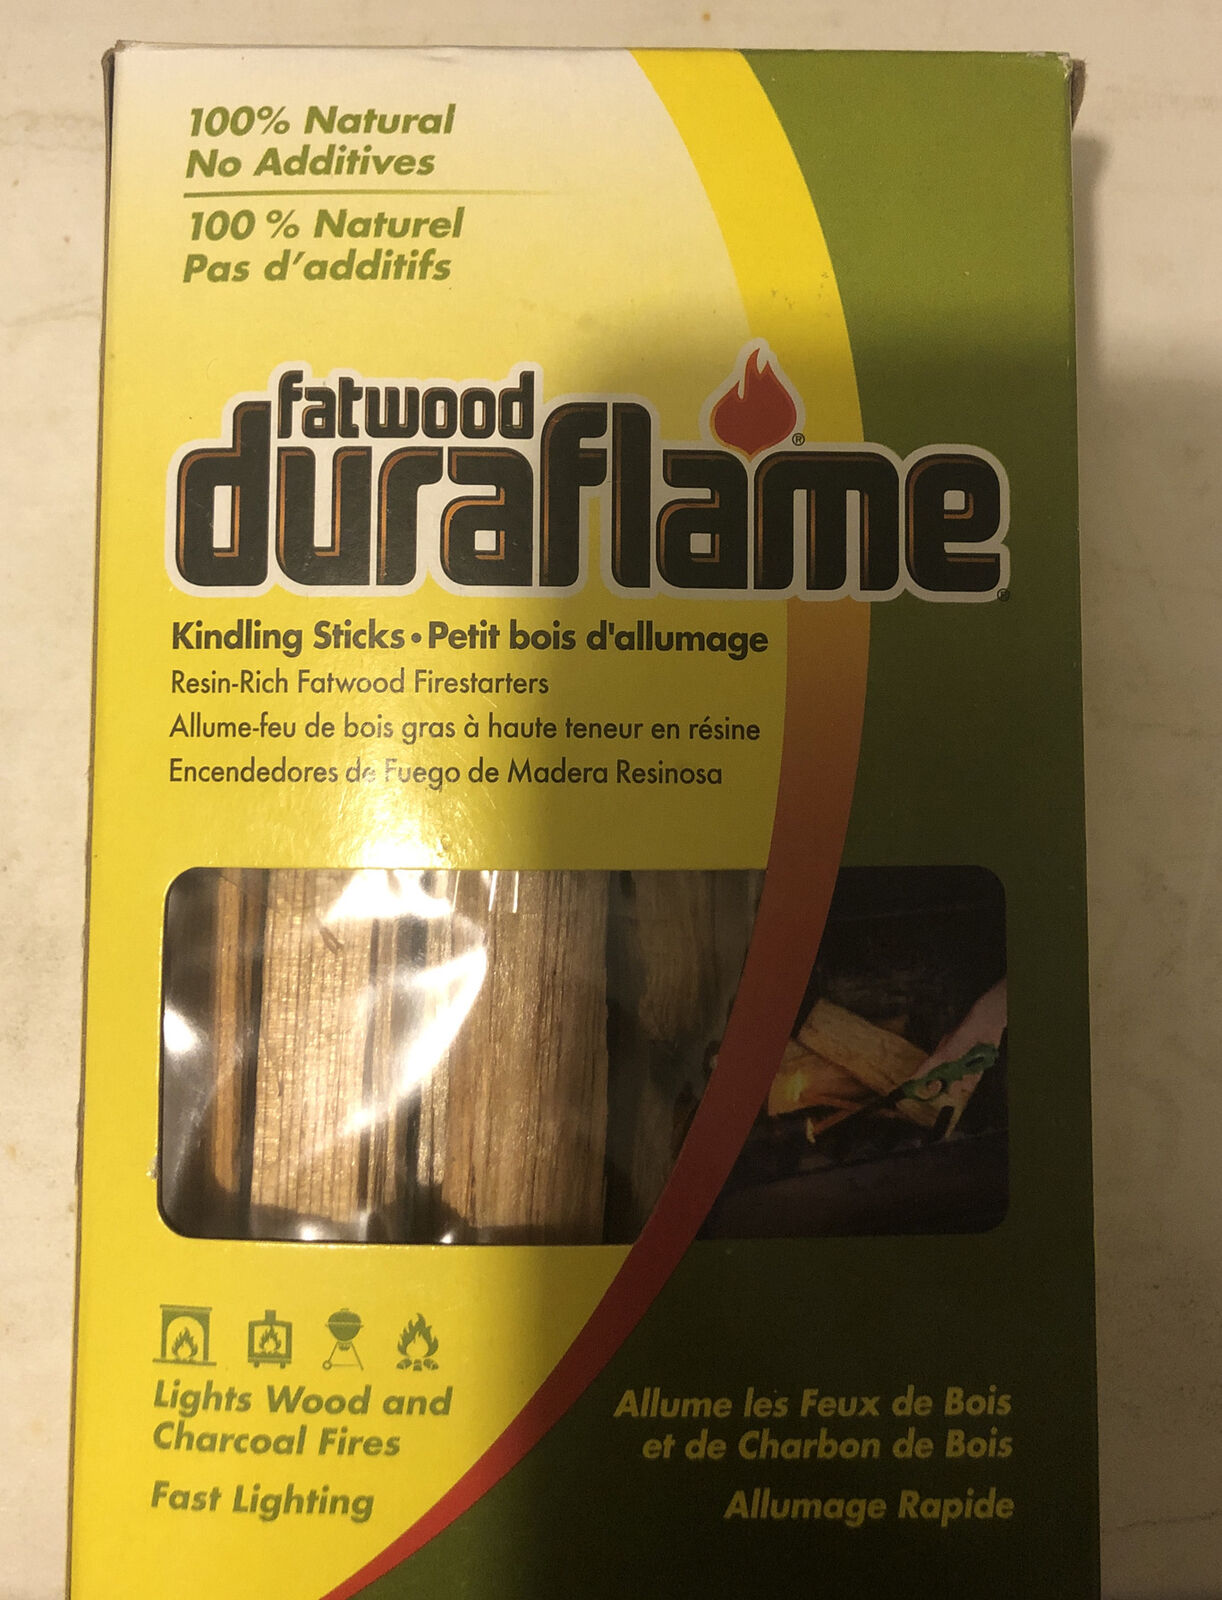 100% Natural
No Additives
100 % Naturel
Pas d'additifs
fatwood
duraflame®
®
Kindling Sticks • Petit bois d'allumage
Resin-Rich Fatwood Firestarters
Allume-feu de bois gras à haute teneur en résine
Encendedores de Fuego de Madera Resinosa
Lights Wood and
Charcoal Fires
Fast Lighting
Allume les Feux de Bois
et de Charbon de Bois
Allumage Rapide